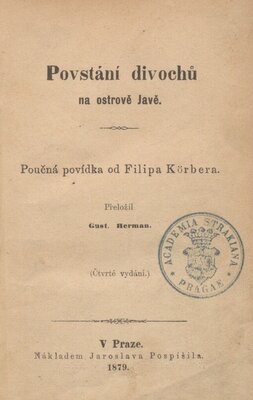 Povstání divochů
na ostrově Javě.
Poučná povídka od Filipa Körbera.
Přeložil
Gust. Herman.
ACADEMIA STRAKIANA
PRAGAE
(Čtvrté vydání.)
V Praze.
Nákladem Jaroslava Pospíšila.
1879.